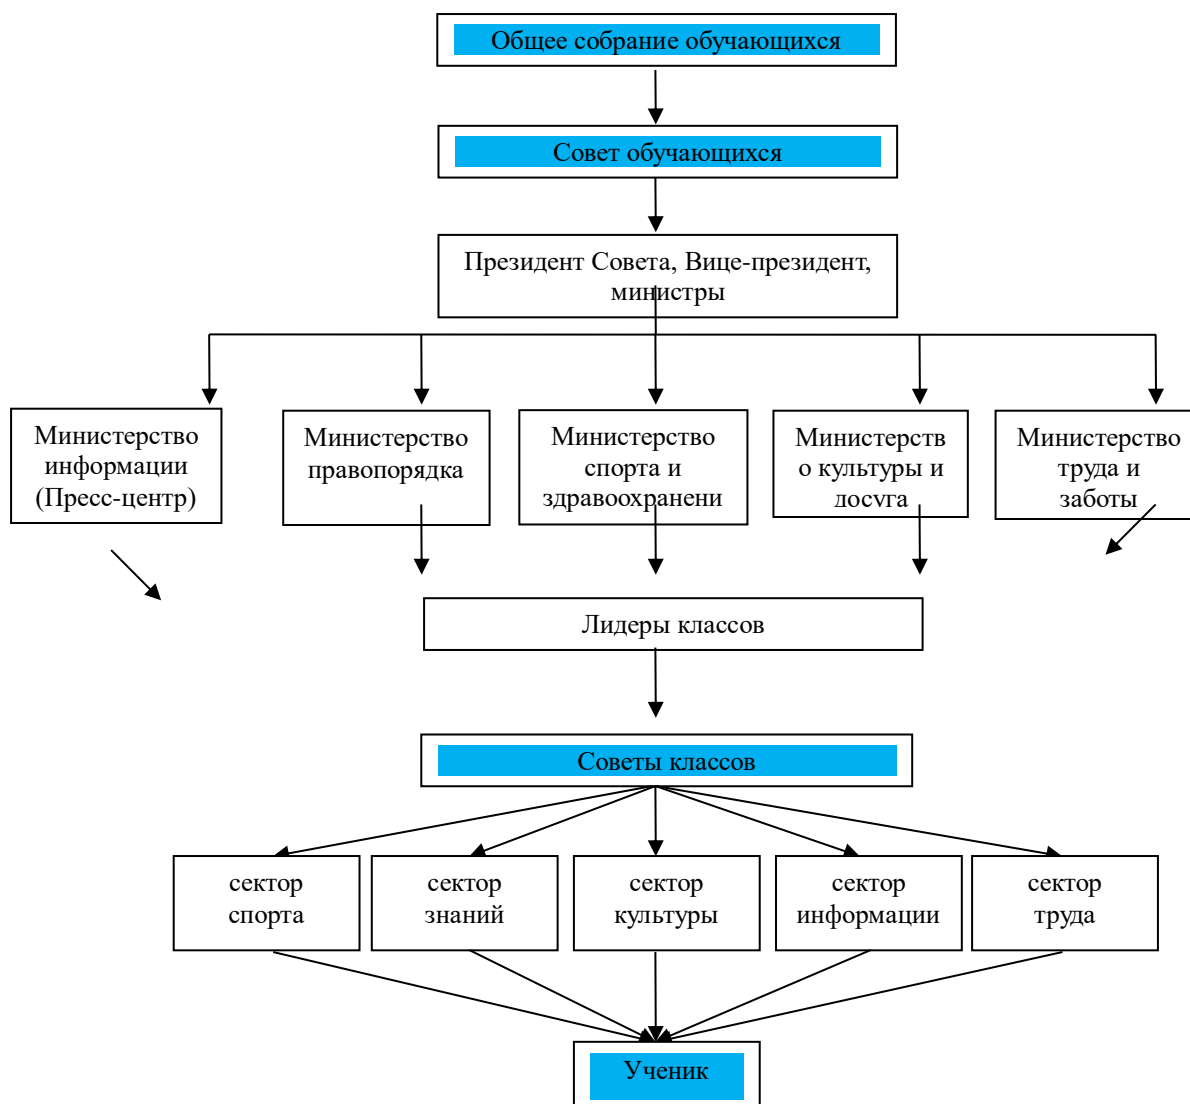 Общее собрание обучающихся
Совет обучающихся
Президент Совета, Вице-президент,
министры
Министерство
информации
(Пресс-центр)
Министерство
правопорядка
Министерство
спорта и
здравоохранени
Министерств
о культуры и
досуга
Министерство
труда и
заботы
Лидеры классов
Советы классов
сектор
спорта
сектор
знаний
сектор
культуры
сектор
информации
сектор
труда
Ученик